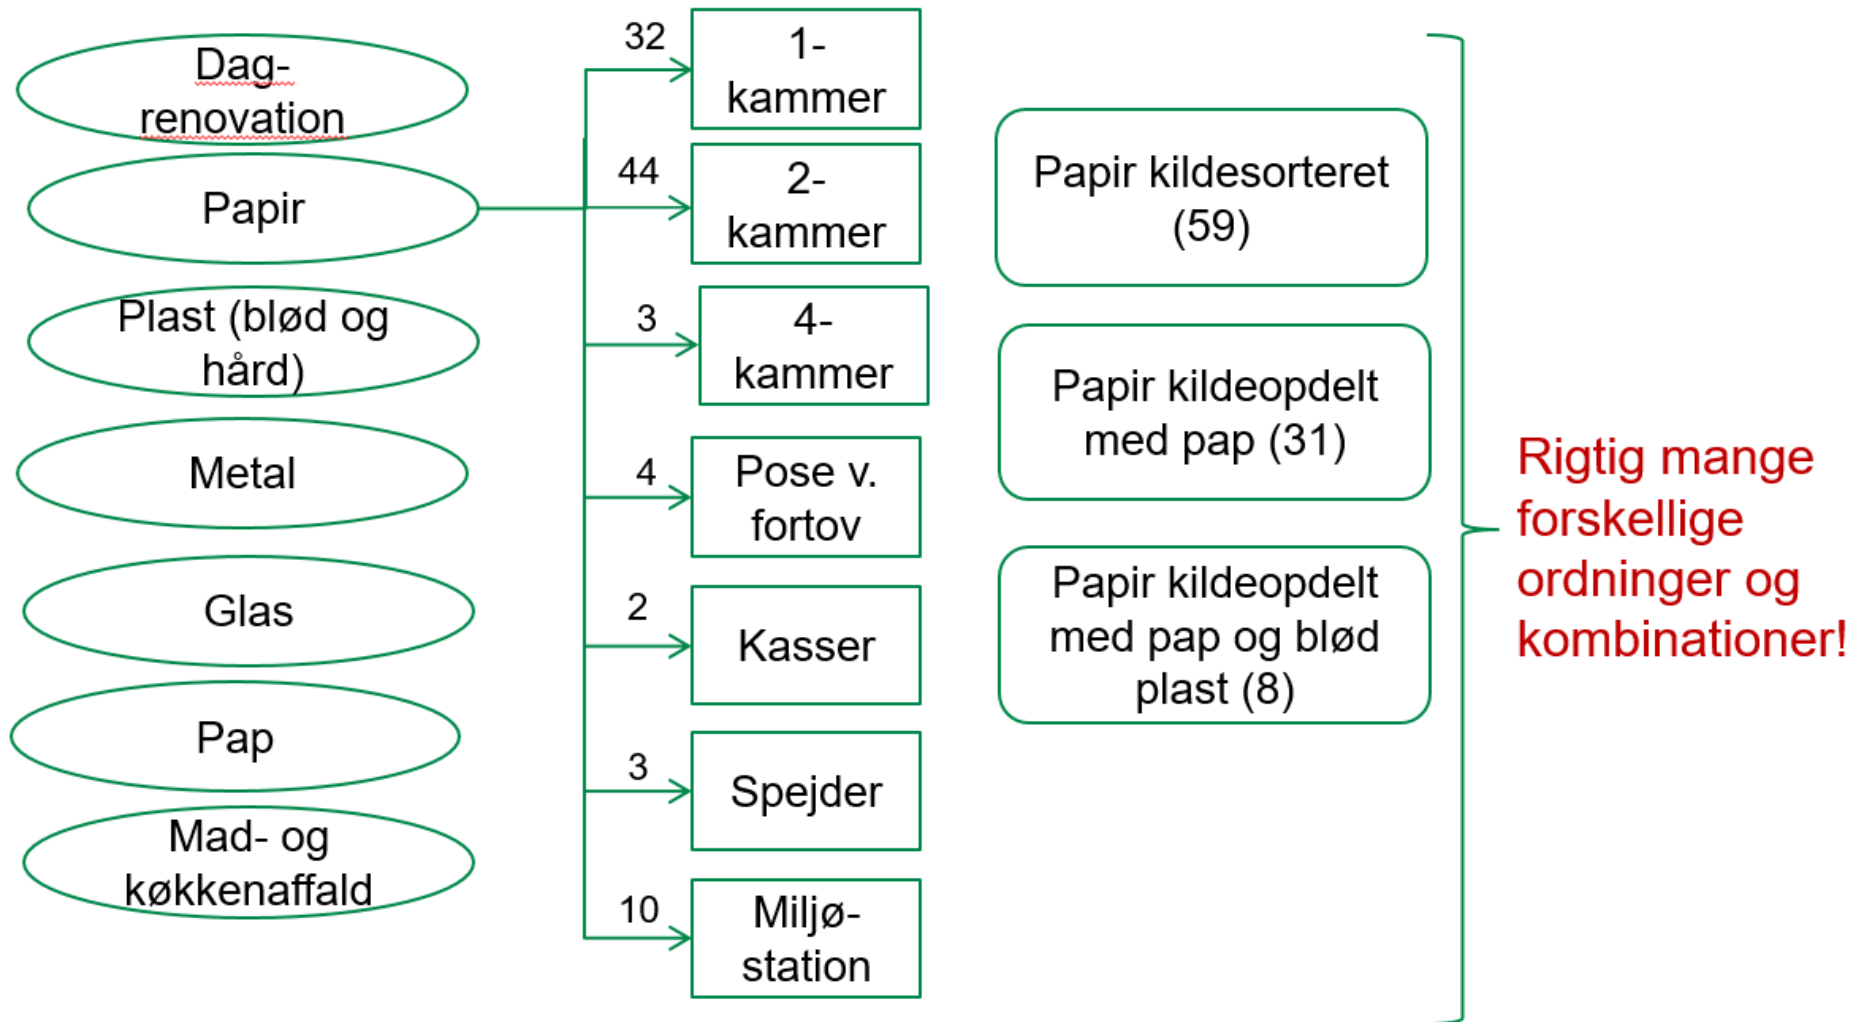 Dag-
renovation
Papir
Plast (blød og
hård)
Metal
Glas
Pap
Mad- og
køkkenaffald
32
1-
kammer
44
2-
kammer
3
4-
kammer
4
Pose v.
fortov
2
Kasser
3
Spejder
10
Miljø-
station
Papir kildesorteret
(59)
Papir kildeopdelt
med pap (31)
Papir kildeopdelt
med pap og blød
plast (8)
Rigtig mange
forskellige
ordninger og
kombinationer!